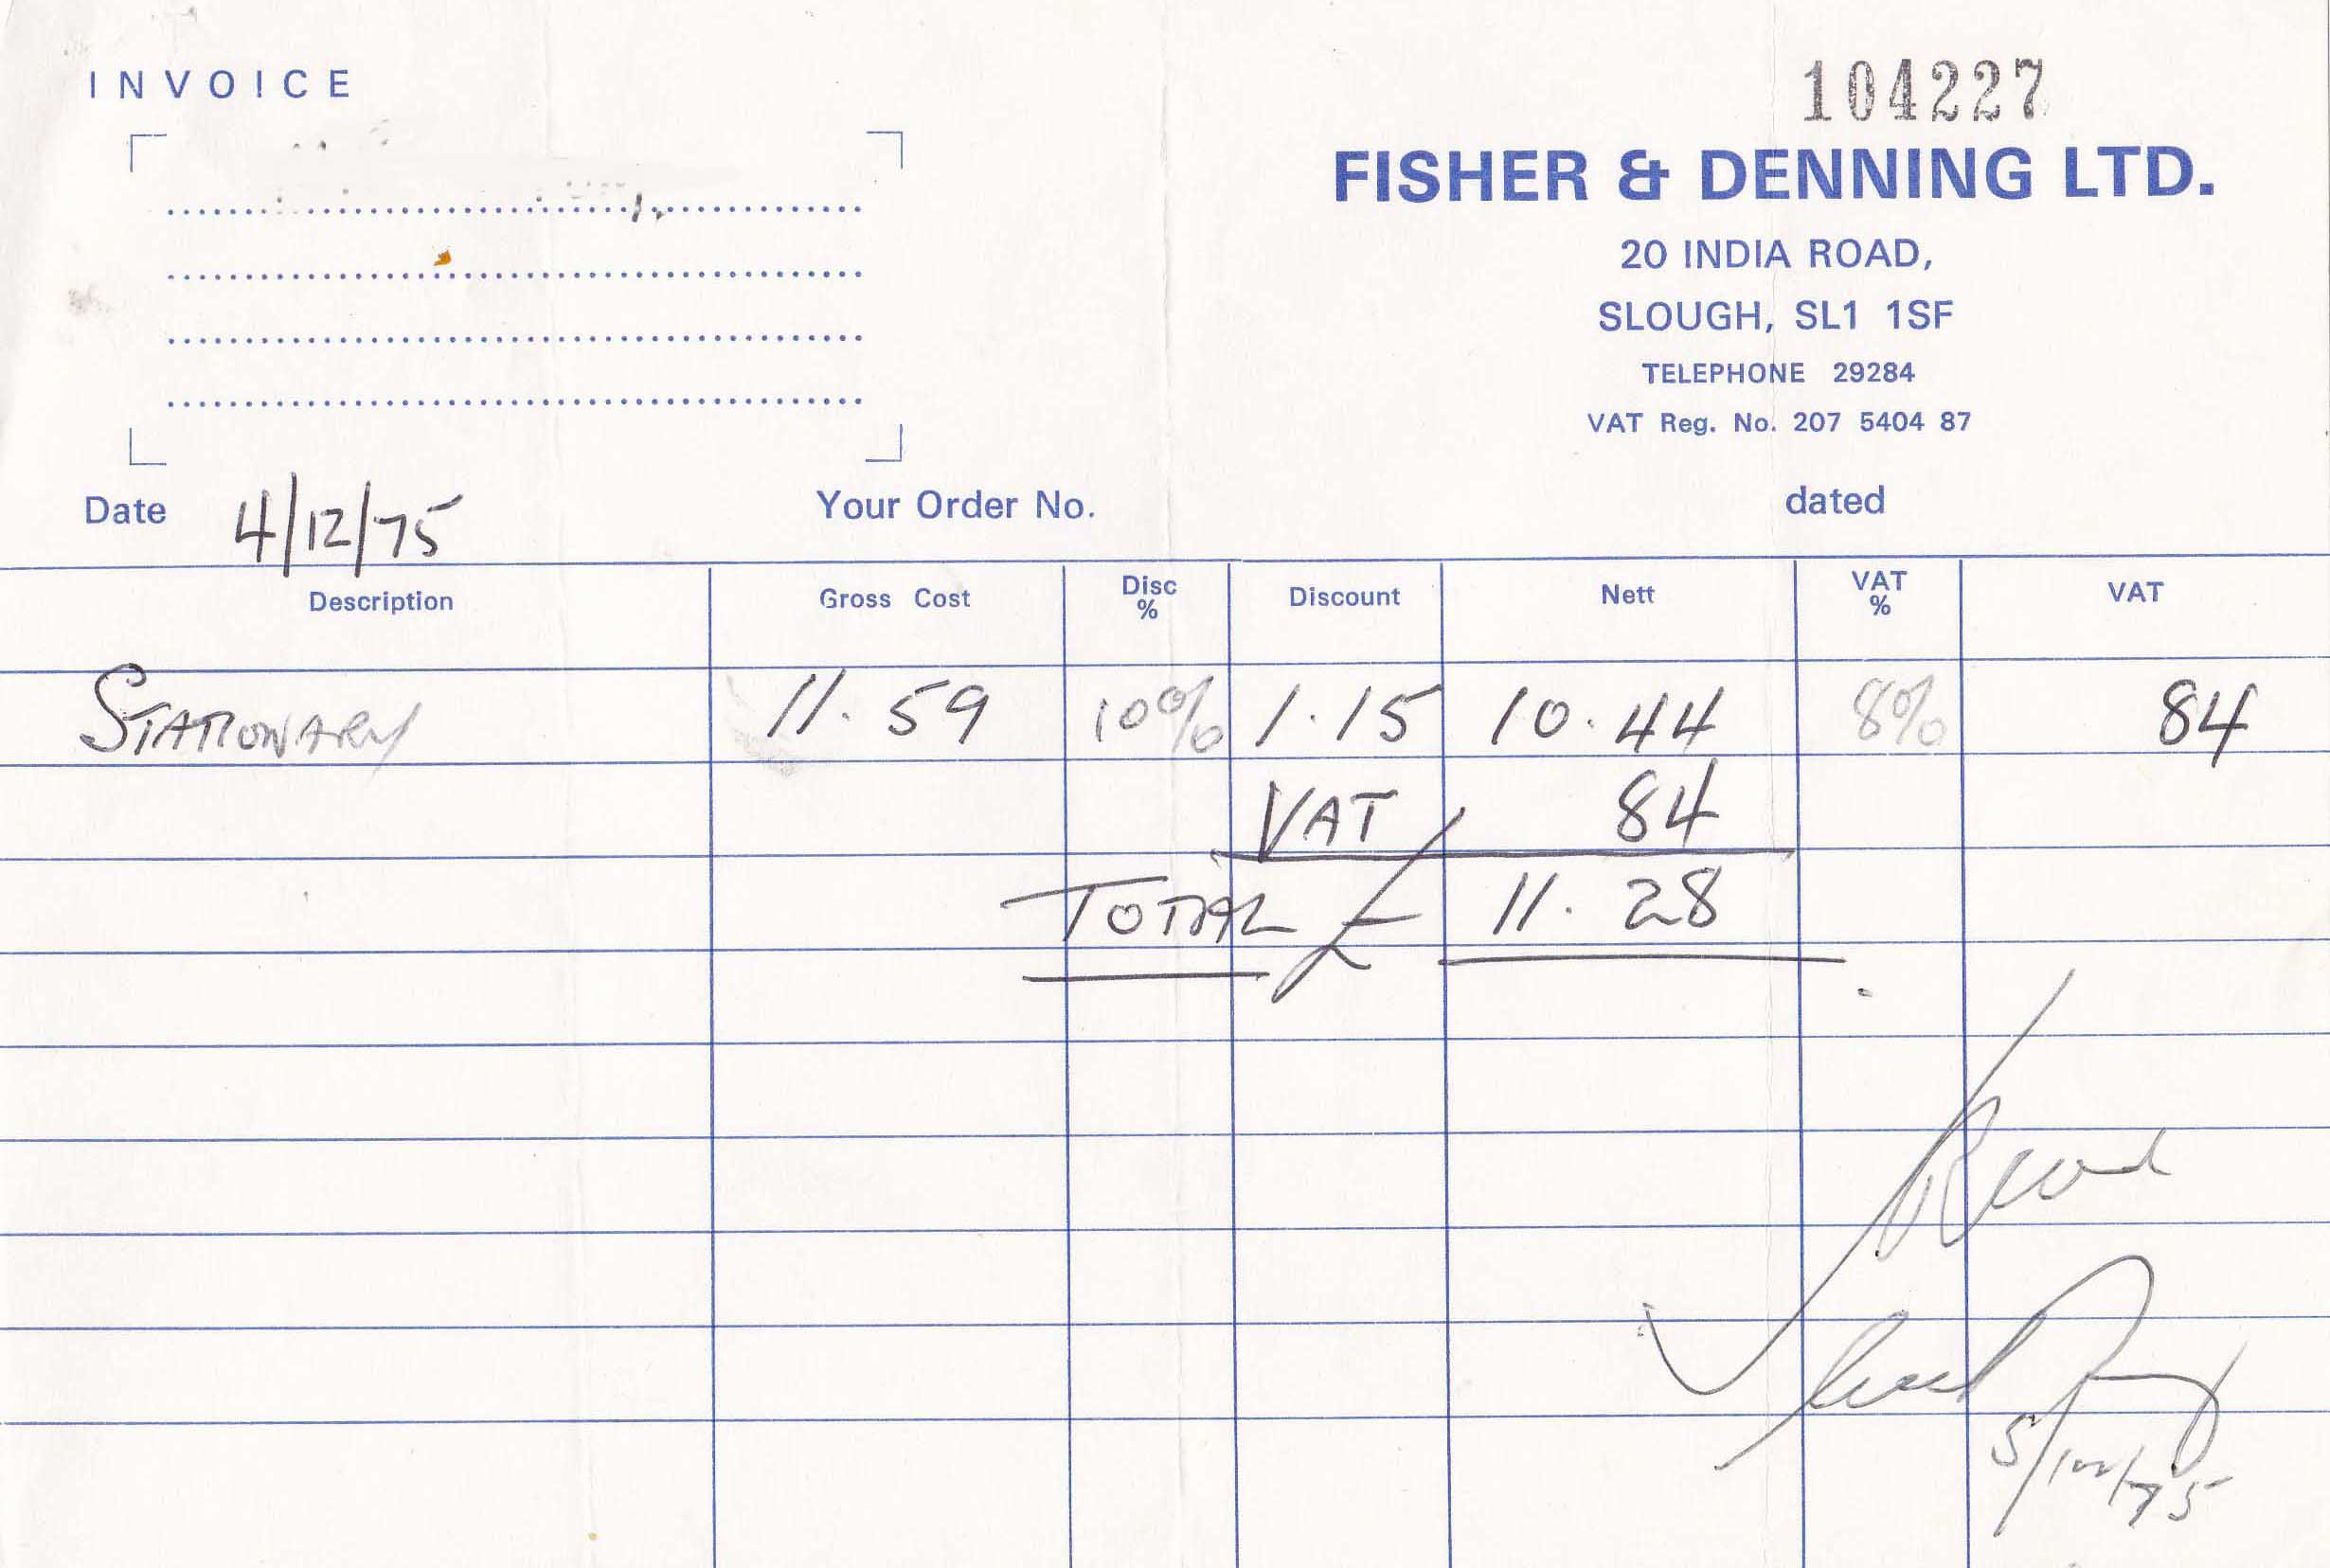 INVOICE
104227
FISHER & DENNING LTD.
20 INDIA ROAD,
SLOUGH, SL1 1SF
TELEPHONE 29284
VAT Reg. No. 207 5404 87
Date 4/12/75 Your Order No. dated
Description Gross Cost Disc % Discount Nett VAT % VAT
STATIONARY 11.59 10% 1.15 10.44 8% 84
VAT 84
TOTAL £ 11.28
5/12/75